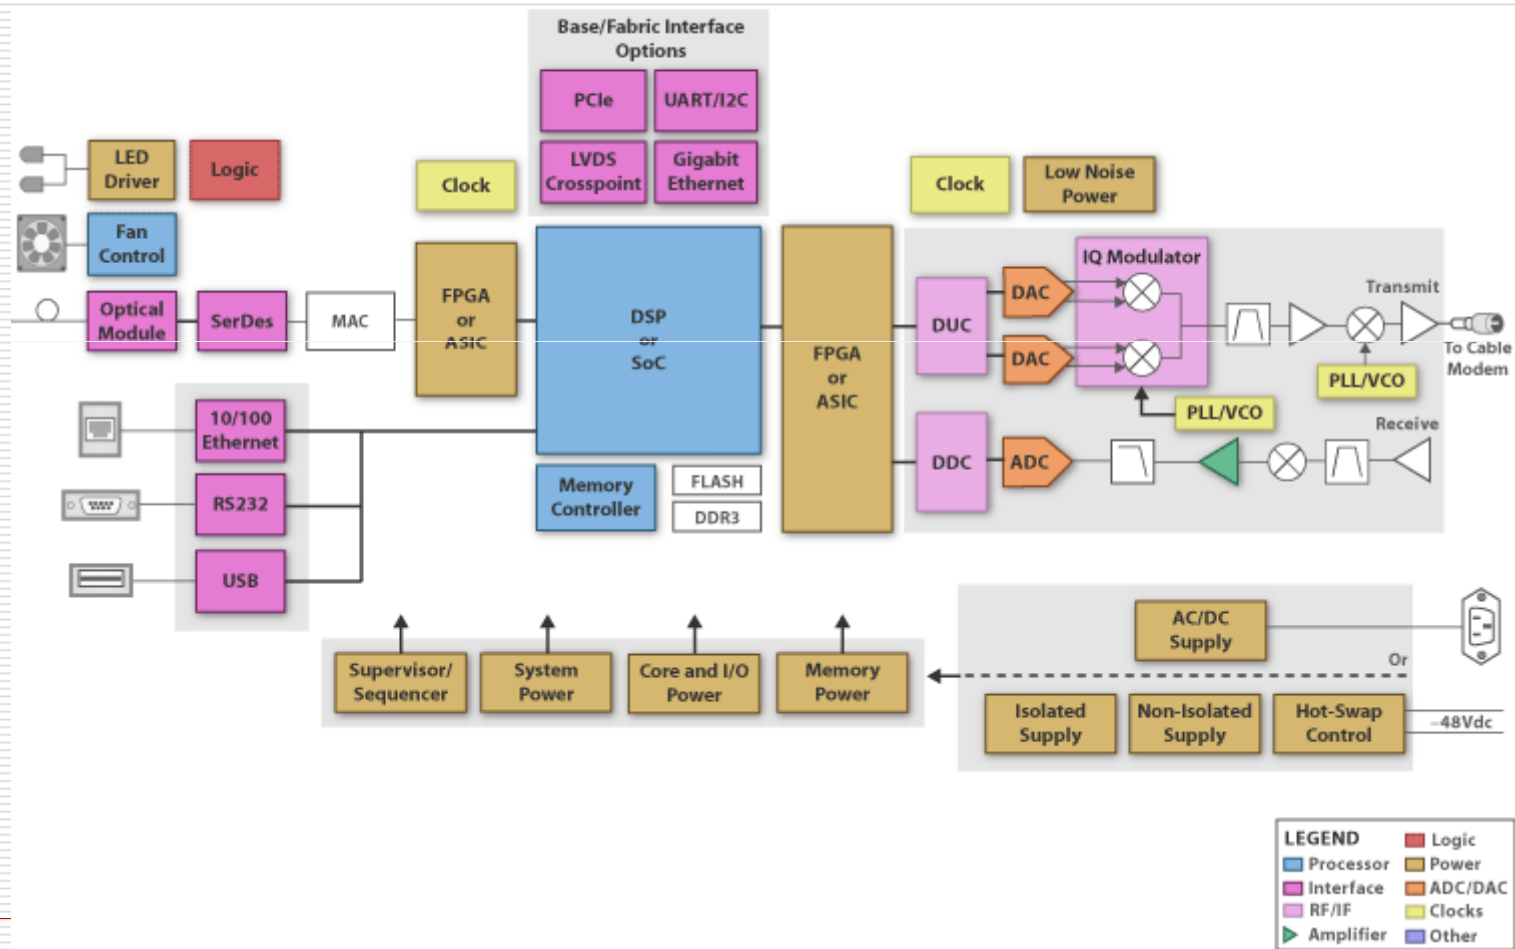 Base/Fabric Interface
Options
PCIe
UART/I2C
LVDS
Crosspoint
Gigabit
Ethernet
LED
Driver
Logic
Clock
Clock
Low Noise
Power
Fan
Control
Optical
Module
SerDes
MAC
FPGA
or
ASIC
DSP
or
SoC
FPGA
or
ASIC
DUC
DAC
DAC
IQ Modulator
Transmit
To Cable
Modem
PLL/VCO
PLL/VCO
Receive
DDC
ADC
10/100
Ethernet
RS232
USB
Memory
Controller
FLASH
DDR3
Supervisor/
Sequencer
System
Power
Core and I/O
Power
Memory
Power
AC/DC
Supply
Or
Isolated
Supply
Non-Isolated
Supply
Hot-Swap
Control
–48Vdc
LEGEND
Processor
Interface
RF/IF
Amplifier
Logic
Power
ADC/DAC
Clocks
Other